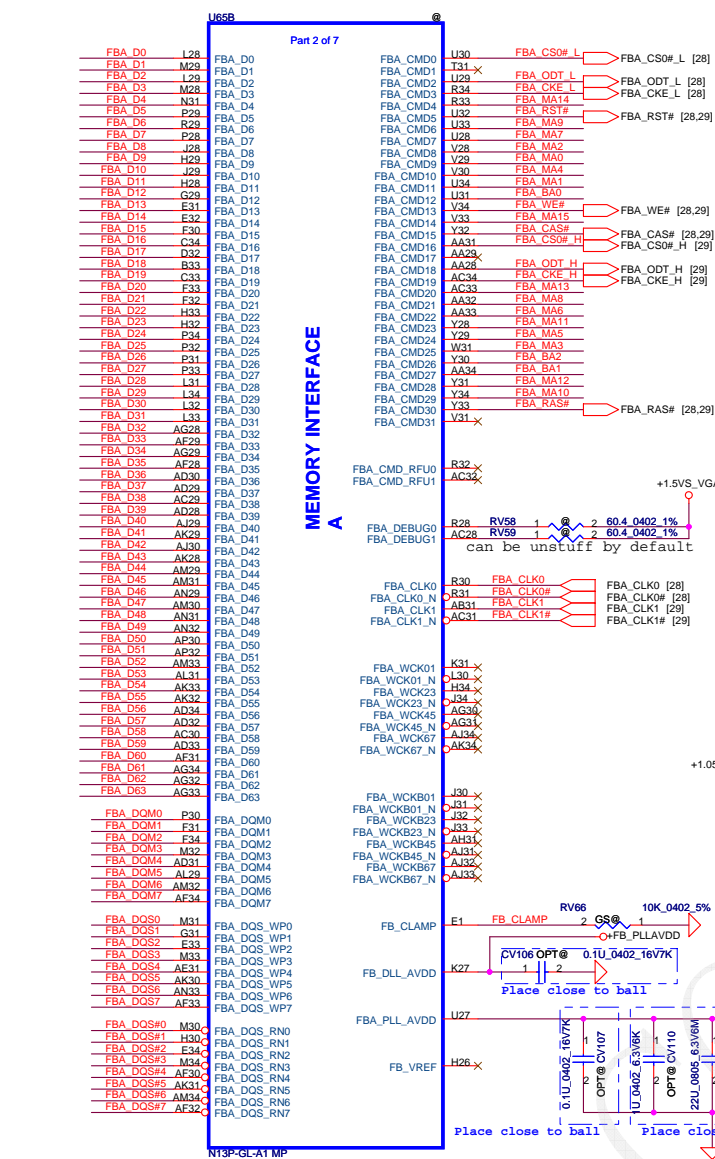 U65B @
Part 2 of 7
FBA_D0 L28 FBA_D0
FBA_D1 M29 FBA_D1
FBA_D2 L29 FBA_D2
FBA_D3 M28 FBA_D3
FBA_D4 N31 FBA_D4
FBA_D5 P29 FBA_D5
FBA_D6 R29 FBA_D6
FBA_D7 P28 FBA_D7
FBA_D8 J28 FBA_D8
FBA_D9 H29 FBA_D9
FBA_D10 J29 FBA_D10
FBA_D11 H28 FBA_D11
FBA_D12 G29 FBA_D12
FBA_D13 E31 FBA_D13
FBA_D14 E32 FBA_D14
FBA_D15 F30 FBA_D15
FBA_D16 C34 FBA_D16
FBA_D17 D32 FBA_D17
FBA_D18 B33 FBA_D18
FBA_D19 C33 FBA_D19
FBA_D20 F33 FBA_D20
FBA_D21 F32 FBA_D21
FBA_D22 H33 FBA_D22
FBA_D23 H32 FBA_D23
FBA_D24 P34 FBA_D24
FBA_D25 P32 FBA_D25
FBA_D26 P31 FBA_D26
FBA_D27 P33 FBA_D27
FBA_D28 L31 FBA_D28
FBA_D29 L34 FBA_D29
FBA_D30 L32 FBA_D30
FBA_D31 L33 FBA_D31
FBA_D32 AG28 FBA_D32
FBA_D33 AF29 FBA_D33
FBA_D34 AG29 FBA_D34
FBA_D35 AF28 FBA_D35
FBA_D36 AD30 FBA_D36
FBA_D37 AD29 FBA_D37
FBA_D38 AC29 FBA_D38
FBA_D39 AD28 FBA_D39
FBA_D40 AJ29 FBA_D40
FBA_D41 AK29 FBA_D41
FBA_D42 AJ30 FBA_D42
FBA_D43 AK28 FBA_D43
FBA_D44 AM29 FBA_D44
FBA_D45 AM31 FBA_D45
FBA_D46 AN29 FBA_D46
FBA_D47 AM30 FBA_D47
FBA_D48 AN31 FBA_D48
FBA_D49 AN32 FBA_D49
FBA_D50 AP30 FBA_D50
FBA_D51 AP32 FBA_D51
FBA_D52 AM33 FBA_D52
FBA_D53 AL31 FBA_D53
FBA_D54 AK33 FBA_D54
FBA_D55 AK32 FBA_D55
FBA_D56 AD34 FBA_D56
FBA_D57 AD32 FBA_D57
FBA_D58 AC30 FBA_D58
FBA_D59 AD33 FBA_D59
FBA_D60 AF31 FBA_D60
FBA_D61 AG34 FBA_D61
FBA_D62 AG32 FBA_D62
FBA_D63 AG33 FBA_D63
FBA_DQM0 P30 FBA_DQM0
FBA_DQM1 F31 FBA_DQM1
FBA_DQM2 F34 FBA_DQM2
FBA_DQM3 M32 FBA_DQM3
FBA_DQM4 AD31 FBA_DQM4
FBA_DQM5 AL29 FBA_DQM5
FBA_DQM6 AM32 FBA_DQM6
FBA_DQM7 AF34 FBA_DQM7
FBA_DQS0 M31 FBA_DQS_WP0
FBA_DQS1 G31 FBA_DQS_WP1
FBA_DQS2 E33 FBA_DQS_WP2
FBA_DQS3 M33 FBA_DQS_WP3
FBA_DQS4 AE31 FBA_DQS_WP4
FBA_DQS5 AK30 FBA_DQS_WP5
FBA_DQS6 AN33 FBA_DQS_WP6
FBA_DQS7 AF33 FBA_DQS_WP7
FBA_DQS#0 M30 FBA_DQS_RN0
FBA_DQS#1 H30 FBA_DQS_RN1
FBA_DQS#2 E34 FBA_DQS_RN2
FBA_DQS#3 M34 FBA_DQS_RN3
FBA_DQS#4 AF30 FBA_DQS_RN4
FBA_DQS#5 AK31 FBA_DQS_RN5
FBA_DQS#6 AM34 FBA_DQS_RN6
FBA_DQS#7 AF32 FBA_DQS_RN7
MEMORY INTERFACE
A
FBA_CMD0 U30 FBA_CS0#_L FBA_CS0#_L [28]
FBA_CMD1 T31
FBA_CMD2 U29 FBA_ODT_L FBA_ODT_L [28]
FBA_CMD3 R34 FBA_CKE_L FBA_CKE_L [28]
FBA_CMD4 R33 FBA_MA14
FBA_CMD5 U32 FBA_RST# FBA_RST# [28,29]
FBA_CMD6 U33 FBA_MA9
FBA_CMD7 U28 FBA_MA7
FBA_CMD8 V28 FBA_MA2
FBA_CMD9 V29 FBA_MA0
FBA_CMD10 V30 FBA_MA4
FBA_CMD11 U34 FBA_MA1
FBA_CMD12 U31 FBA_BA0
FBA_CMD13 V34 FBA_WE# FBA_WE# [28,29]
FBA_CMD14 V33 FBA_MA15
FBA_CMD15 Y32 FBA_CAS# FBA_CAS# [28,29]
FBA_CMD16 AA31 FBA_CS0#_H FBA_CS0#_H [29]
FBA_CMD17 AA29
FBA_CMD18 AA28 FBA_ODT_H FBA_ODT_H [29]
FBA_CMD19 AC34 FBA_CKE_H FBA_CKE_H [29]
FBA_CMD20 AC33 FBA_MA13
FBA_CMD21 AA32 FBA_MA8
FBA_CMD22 AA33 FBA_MA6
FBA_CMD23 Y28 FBA_MA11
FBA_CMD24 Y29 FBA_MA5
FBA_CMD25 W31 FBA_MA3
FBA_CMD26 Y30 FBA_BA2
FBA_CMD27 AA34 FBA_BA1
FBA_CMD28 Y31 FBA_MA12
FBA_CMD29 Y34 FBA_MA10
FBA_CMD30 Y33 FBA_RAS# FBA_RAS# [28,29]
FBA_CMD31 V31
FBA_CMD_RFU0 R32
FBA_CMD_RFU1 AC32
+1.5VS_VGA
FBA_DEBUG0 R28 RV58 1 @ 2 60.4_0402_1%
FBA_DEBUG1 AC28 RV59 1 @ 2 60.4_0402_1%
can be unstuff by default
FBA_CLK0 R30 FBA_CLK0 FBA_CLK0 [28]
FBA_CLK0_N R31 FBA_CLK0# FBA_CLK0# [28]
FBA_CLK1 AB31 FBA_CLK1 FBA_CLK1 [29]
FBA_CLK1_N AC31 FBA_CLK1# FBA_CLK1# [29]
FBA_WCK01 K31
FBA_WCK01_N L30
FBA_WCK23 H34
FBA_WCK23_N J34
FBA_WCK45 AG30
FBA_WCK45_N AG31
FBA_WCK67 AJ34
FBA_WCK67_N AK34
+1.05
FBA_WCKB01 J30
FBA_WCKB01_N J31
FBA_WCKB23 J32
FBA_WCKB23_N J33
FBA_WCKB45 AH31
FBA_WCKB45_N AJ31
FBA_WCKB67 AJ32
FBA_WCKB67_N AJ33
FB_CLAMP E1 FB_CLAMP RV66 2 GS@ 1 10K_0402_5%
+FB_PLLAVDD
CV106 OPT@ 0.1U_0402_16V7K
FB_DLL_AVDD K27 1 2
Place close to ball
FB_PLL_AVDD U27
0.1U_0402_16V7K
OPT@ CV107
1
2
1U_0402_6.3V6K
OPT@ CV110
1
2
22U_0805_6.3V6M
FB_VREF H26
Place close to ball
Place clos
N13P-GL-A1 MP